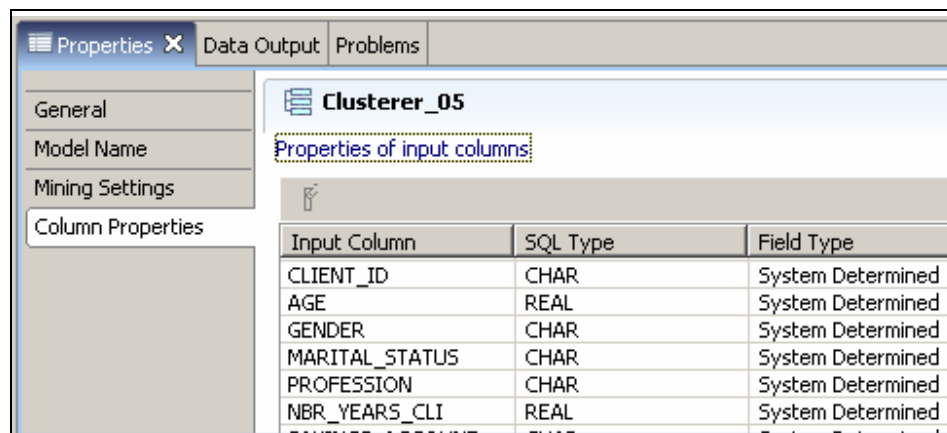 Properties Data Output Problems
General
Model Name
Mining Settings
Column Properties
Clusterer_05
Properties of input columns
Input Column SQL Type Field Type
CLIENT_ID CHAR System Determined
AGE REAL System Determined
GENDER CHAR System Determined
MARITAL_STATUS CHAR System Determined
PROFESSION CHAR System Determined
NBR_YEARS_CLI REAL System Determined